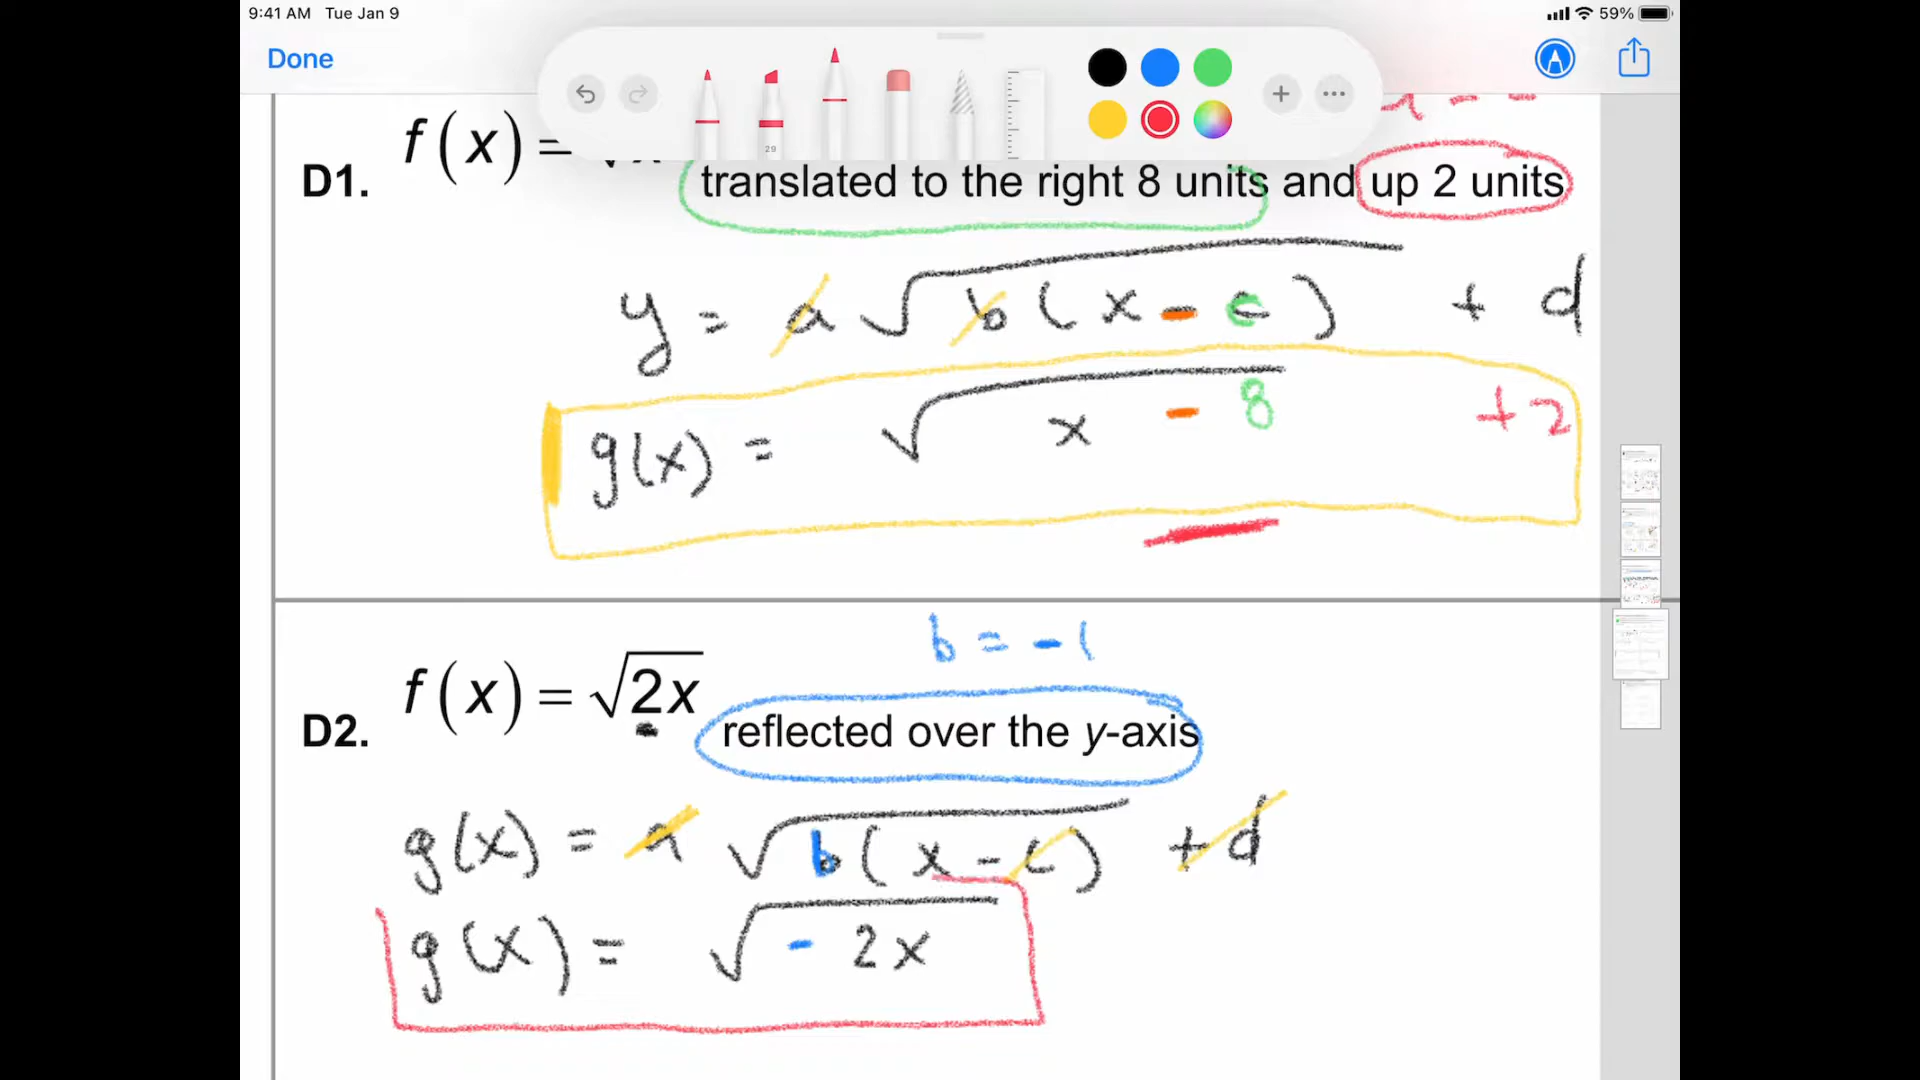 9:41 AM Tue Jan 9
59%
Done
29
f(x) = √x
D1. translated to the right 8 units and up 2 units
y = a √b(x - c) + d
g(x) = √x - 8 +2
b = -1
f(x) = √2x
D2. reflected over the y-axis
g(x) = a √b(x - c) + d
g(x) = √- 2x